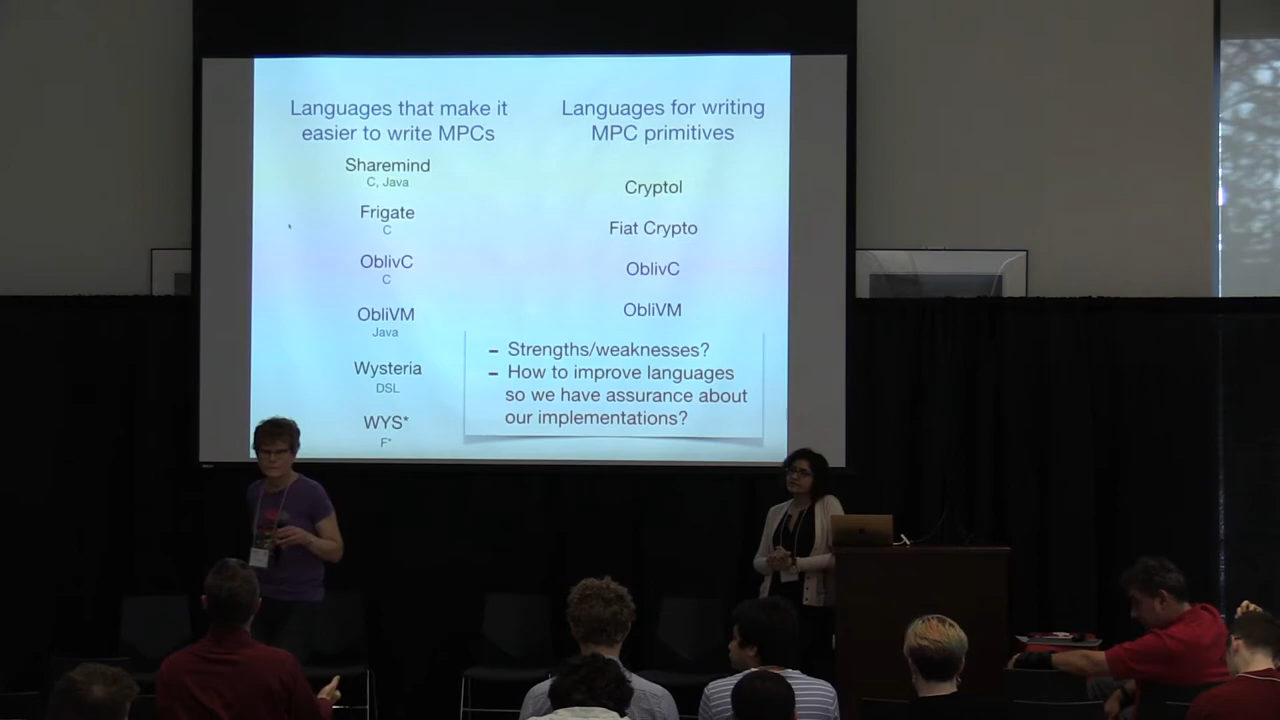 Languages that make it
easier to write MPCs
Sharemind
C, Java
Frigate
C
OblivC
C
ObliVM
Java
Wysteria
DSL
WYS*
F*
Languages for writing
MPC primitives
Cryptol
Fiat Crypto
OblivC
ObliVM
- Strengths/weaknesses?
- How to improve languages
so we have assurance about
our implementations?